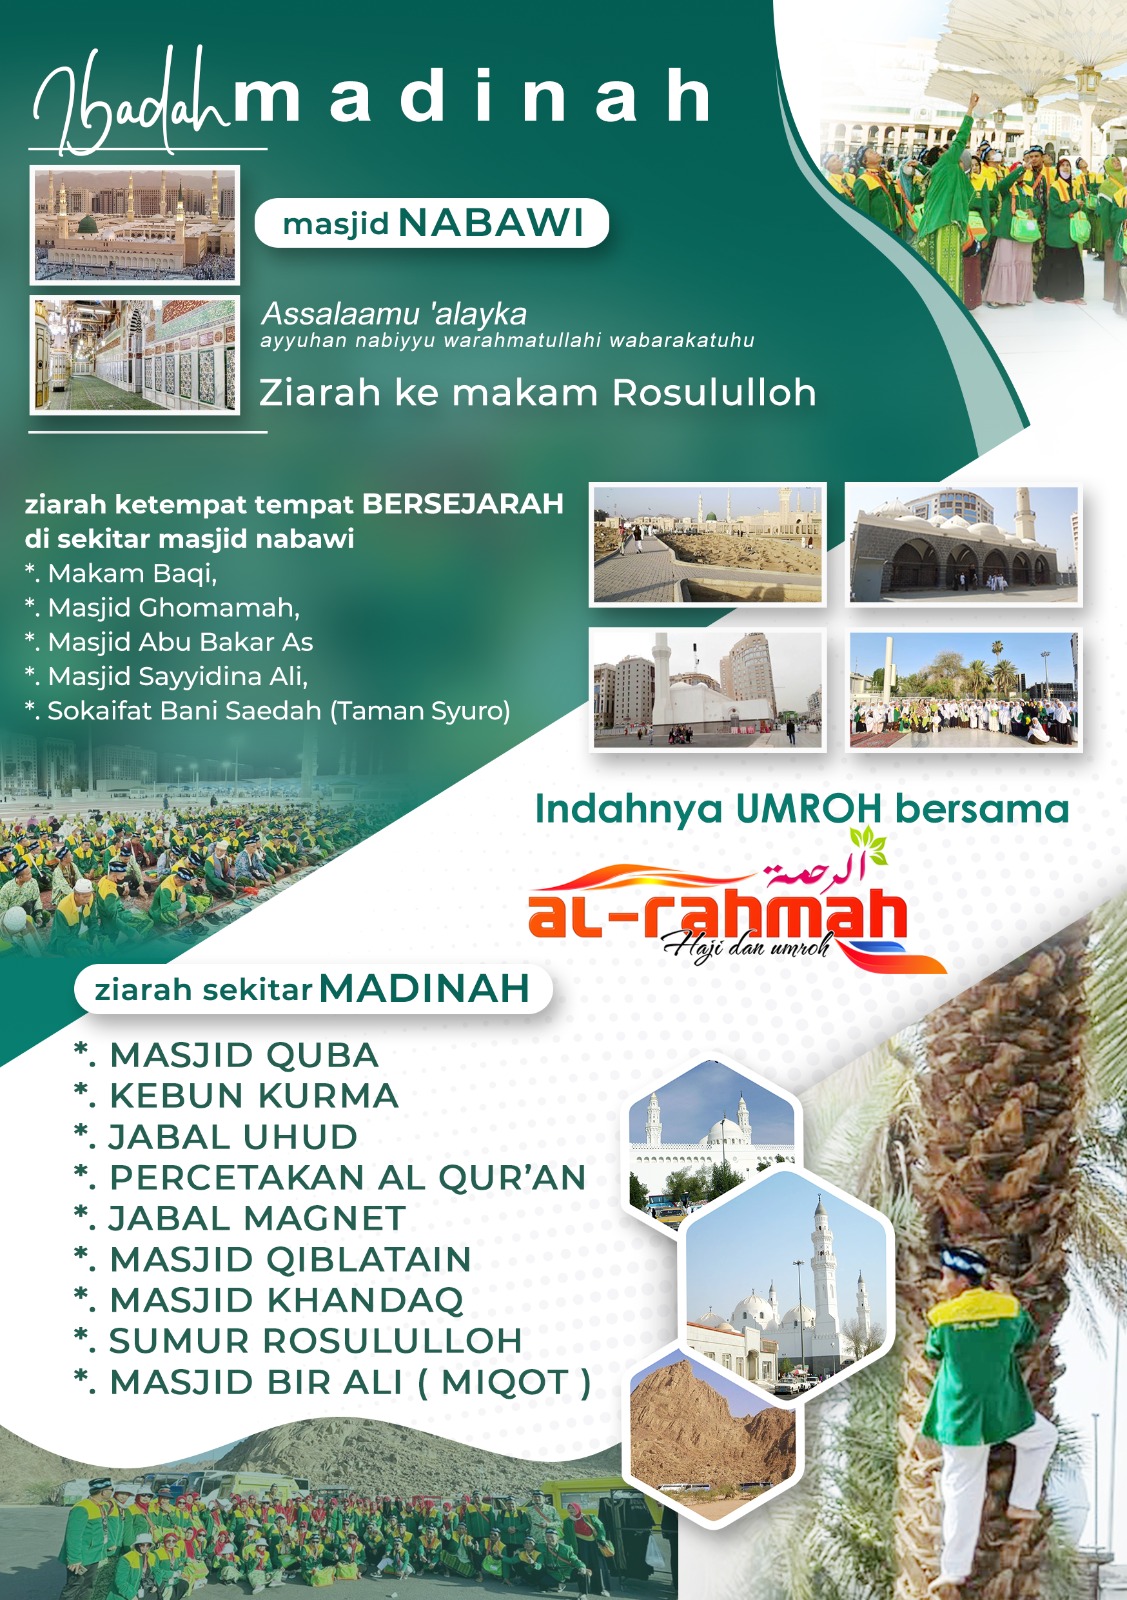 Ibadah madinah
masjid NABAWI
Assalaamu 'alayka
ayyuhan nabiyyu warahmatullahi wabarakatuhu
Ziarah ke makam Rosululloh
ziarah ketempat tempat BERSEJARAH
di sekitar masjid nabawi
*. Makam Baqi,
*. Masjid Ghomamah,
*. Masjid Abu Bakar As
*. Masjid Sayyidina Ali,
*. Sokaifat Bani Saedah (Taman Syuro)
Indahnya UMROH bersama
الرحمة
aL-rahmah
Haji dan umroh
ziarah sekitar MADINAH
*. MASJID QUBA
*. KEBUN KURMA
*. JABAL UHUD
*. PERCETAKAN AL QUR’AN
*. JABAL MAGNET
*. MASJID QIBLATAIN
*. MASJID KHANDAQ
*. SUMUR ROSULULLOH
*. MASJID BIR ALI ( MIQOT )